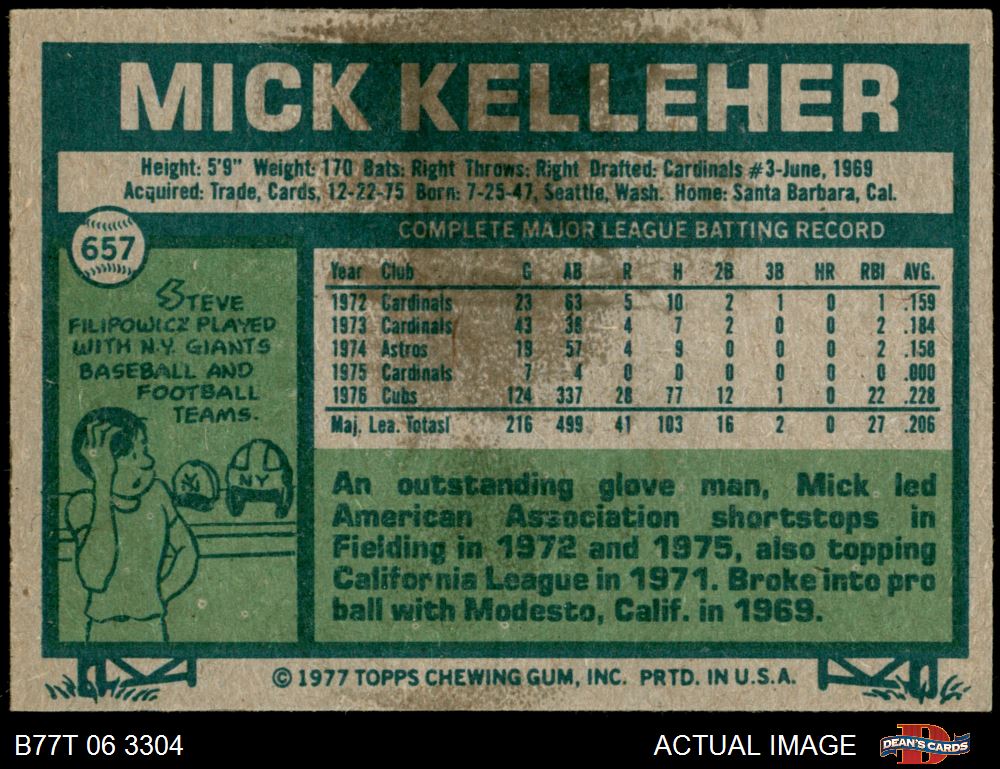 MICK KELLEHER
Height: 5'9" Weight: 170 Bats: Right Throws: Right Drafted: Cardinals #3-June, 1969
Acquired: Trade, Cards, 12-22-75 Born: 7-25-47, Seattle, Wash. Home: Santa Barbara, Cal.
657
STEVE
FILIPOWICZ PLAYED
WITH N.Y. GIANTS
BASEBALL AND
FOOTBALL
TEAMS.
NY
NY
COMPLETE MAJOR LEAGUE BATTING RECORD
Year Club G AB R H 2B 3B HR RBI AVG.
1972 Cardinals 23 63 5 10 2 1 0 1 .159
1973 Cardinals 43 38 4 7 2 0 0 2 .184
1974 Astros 19 57 4 9 0 0 0 2 .158
1975 Cardinals 7 4 0 0 0 0 0 0 .000
1976 Cubs 124 337 28 77 12 1 0 22 .228
Maj. Lea. Totals 216 499 41 103 16 2 0 27 .206
An outstanding glove man, Mick led
American Association shortstops in
Fielding in 1972 and 1975, also topping
California League in 1971. Broke into pro
ball with Modesto, Calif. in 1969.
© 1977 TOPPS CHEWING GUM, INC. PRTD. IN U.S.A.
B77T 06 3304
ACTUAL IMAGE
DEAN'S CARDS